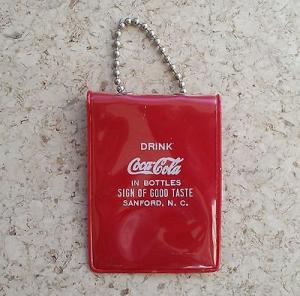 DRINK
Coca-Cola
IN BOTTLES
SIGN OF GOOD TASTE
SANFORD, N. C.